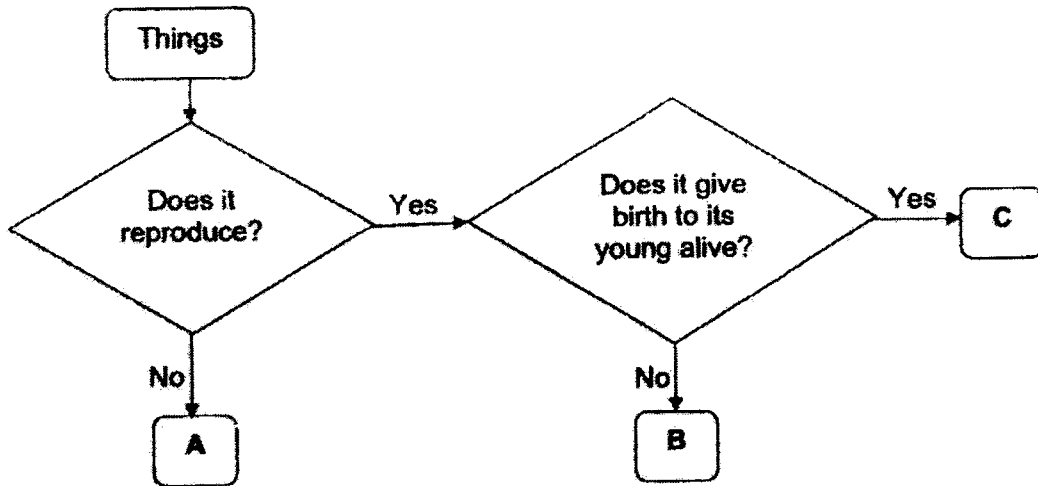 Things
Does it
reproduce?
Yes
Does it give
birth to its
young alive?
Yes
C
No
A
No
B